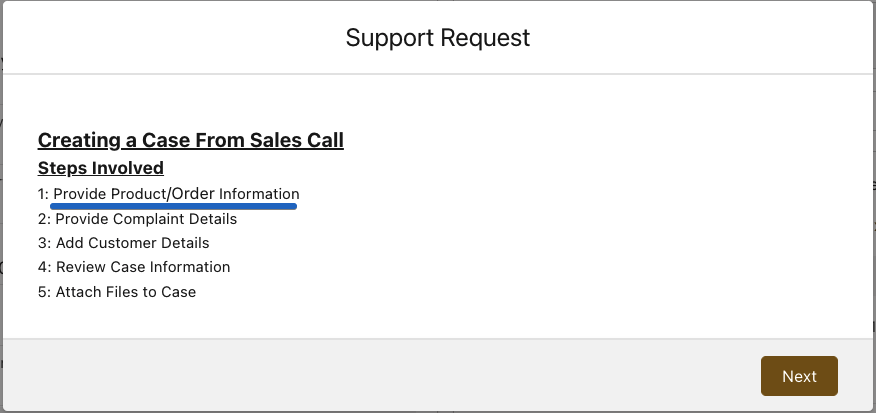 Support Request
Creating a Case From Sales Call
Steps Involved
1: Provide Product/Order Information
2: Provide Complaint Details
3: Add Customer Details
4: Review Case Information
5: Attach Files to Case
Next